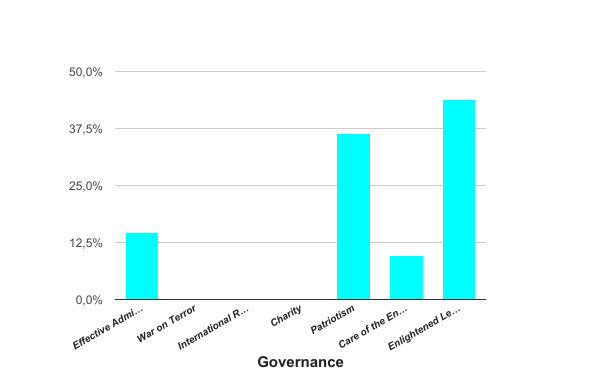 50,0%
37,5%
25,0%
12,5%
0,0%
Effective Admi...
War on Terror
International R...
Charity
Patriotism
Care of the En...
Enlightened Le...
Governance